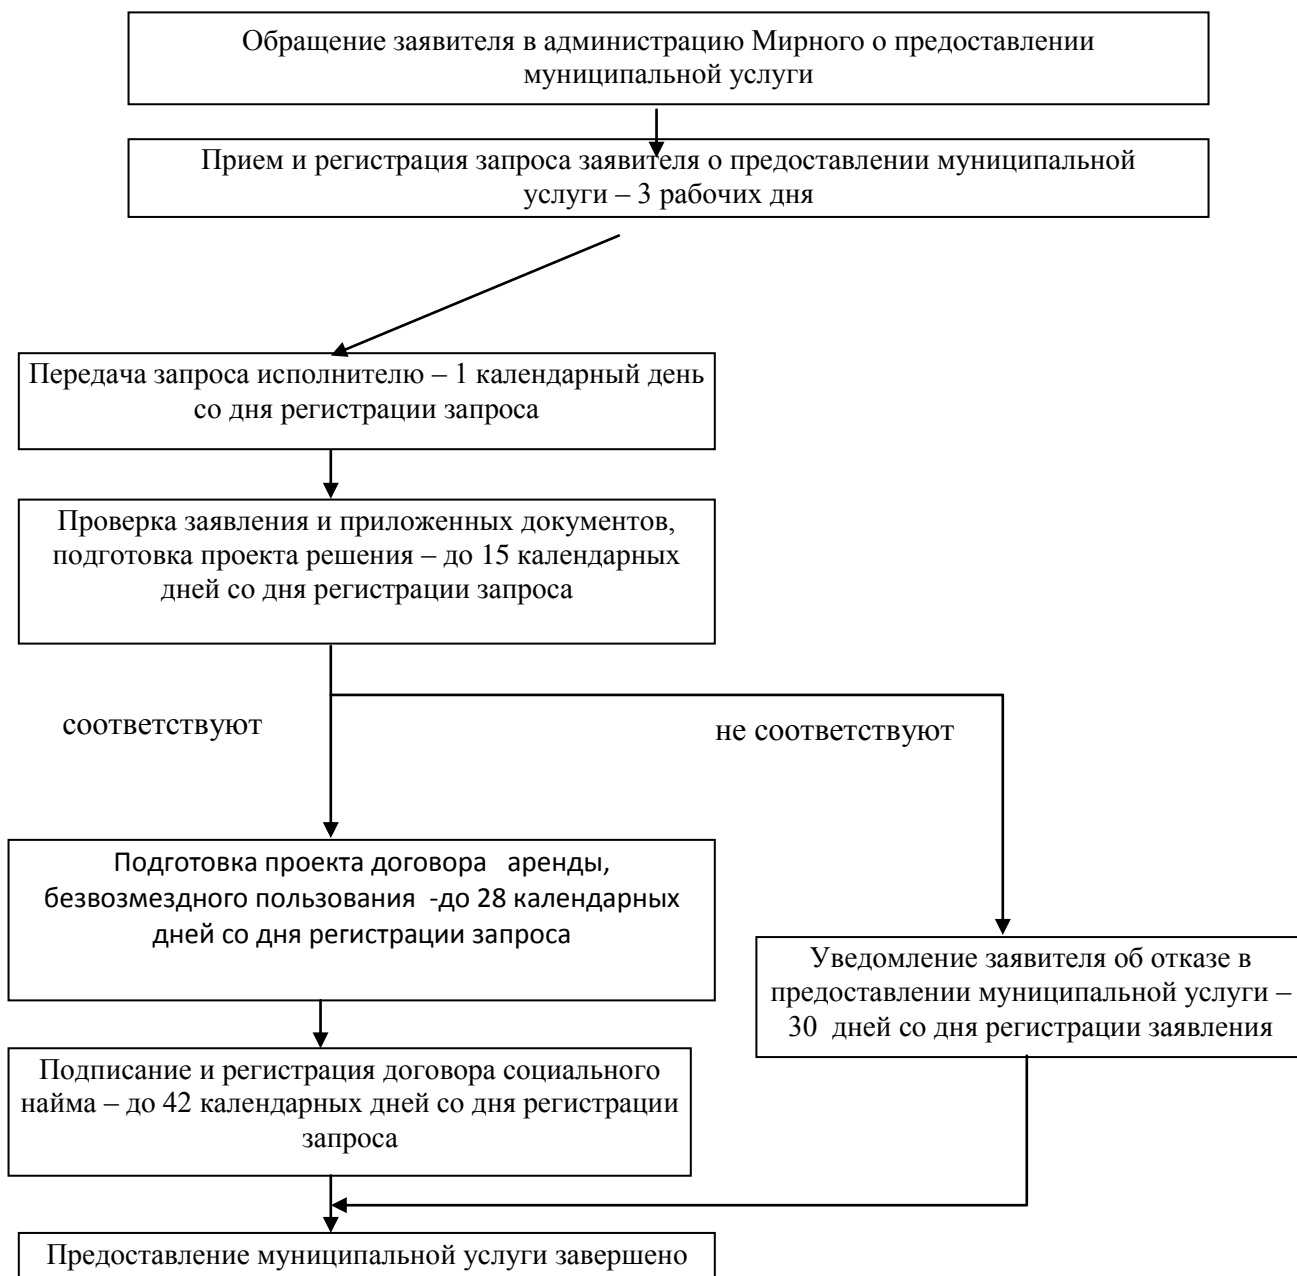 Обращение заявителя в администрацию Мирного о предоставлении
муниципальной услуги
Прием и регистрация запроса заявителя о предоставлении муниципальной
услуги – 3 рабочих дня
Передача запроса исполнителю – 1 календарный день
со дня регистрации запроса
Проверка заявления и приложенных документов,
подготовка проекта решения – до 15 календарных
дней со дня регистрации запроса
соответствуют
не соответствуют
Подготовка проекта договора аренды,
безвозмездного пользования -до 28 календарных
дней со дня регистрации запроса
Уведомление заявителя об отказе в
предоставлении муниципальной услуги –
30 дней со дня регистрации заявления
Подписание и регистрация договора социального
найма – до 42 календарных дней со дня регистрации
запроса
Предоставление муниципальной услуги завершено